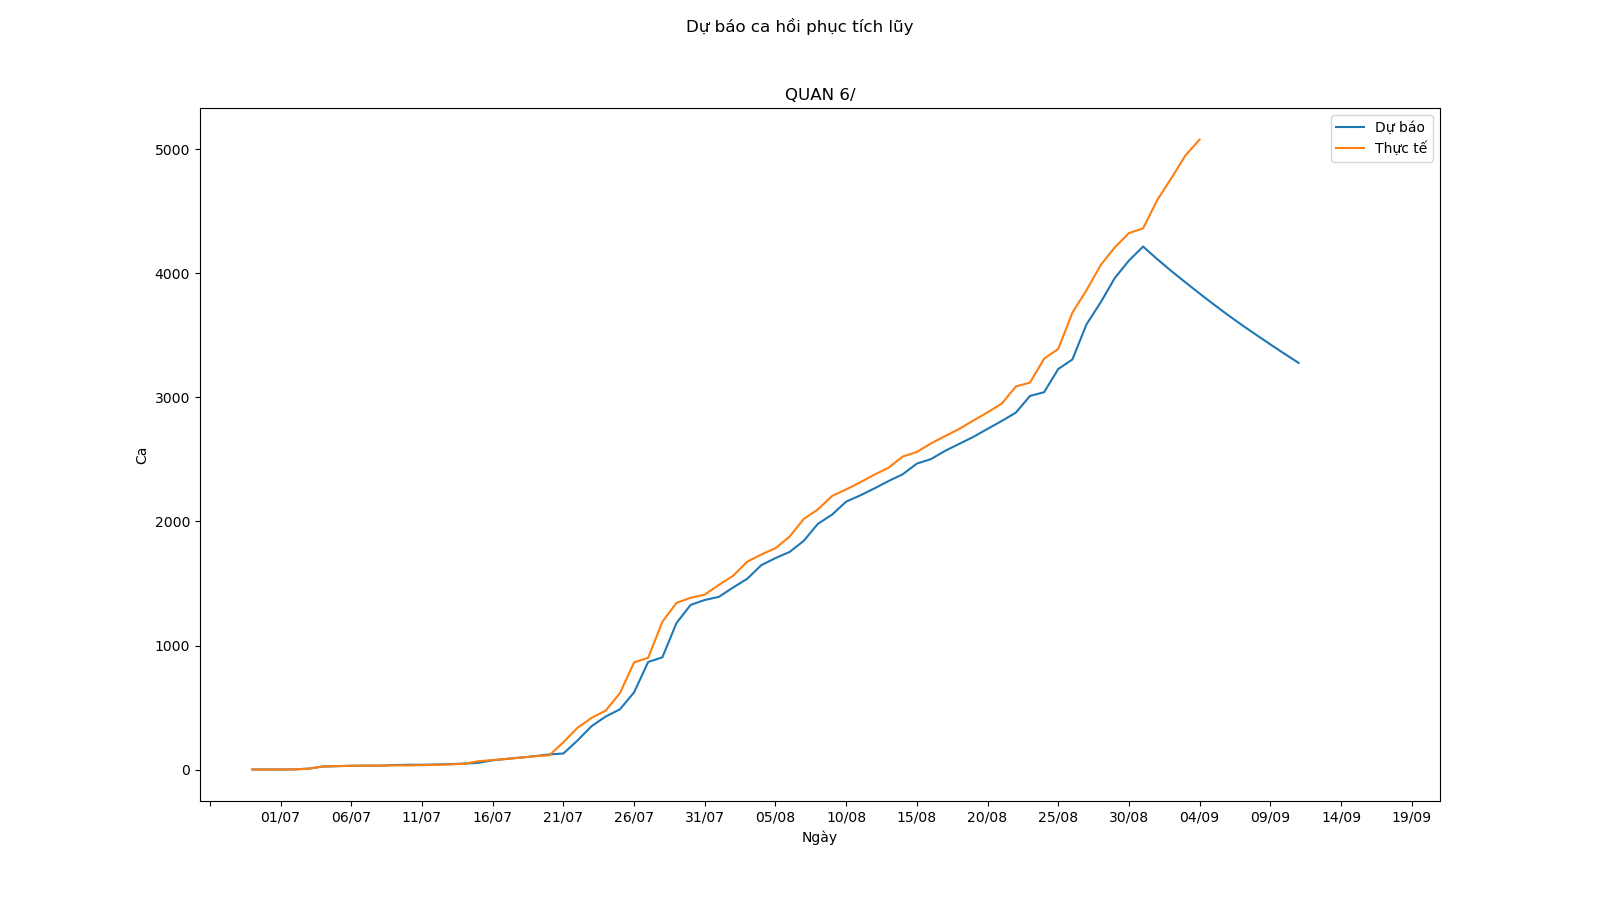 Dự báo ca hồi phục tích lũy
QUAN 6/
Dự báo
Thực tế
5000
4000
3000
2000
1000
0
Ca
01/07 06/07 11/07 16/07 21/07 26/07 31/07 05/08 10/08 15/08 20/08 25/08 30/08 04/09 09/09 14/09 19/09
Ngày